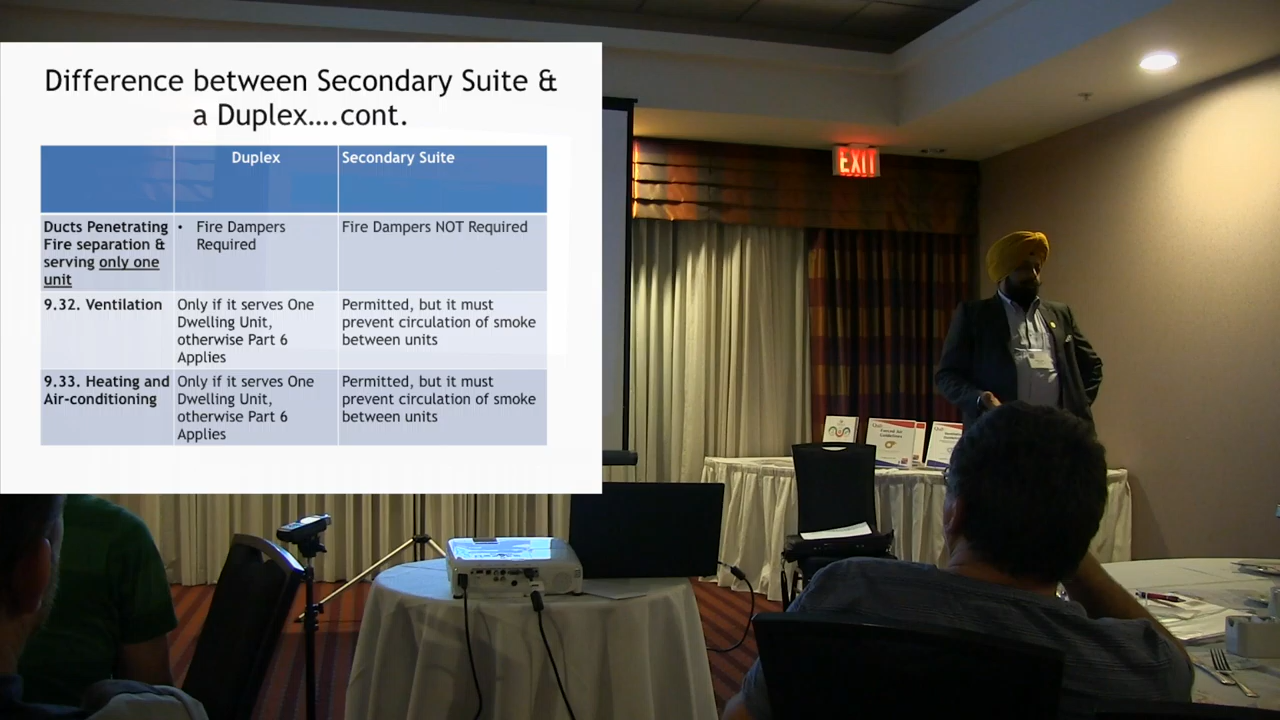 Difference between Secondary Suite &
a Duplex....cont.
Duplex
Secondary Suite
Ducts Penetrating
Fire separation &
serving only one
unit
• Fire Dampers
Required
Fire Dampers NOT Required
9.32. Ventilation
Only if it serves One
Dwelling Unit,
otherwise Part 6
Applies
Permitted, but it must
prevent circulation of smoke
between units
9.33. Heating and
Air-conditioning
Only if it serves One
Dwelling Unit,
otherwise Part 6
Applies
Permitted, but it must
prevent circulation of smoke
between units
EXIT
Forced Air
Guidelines